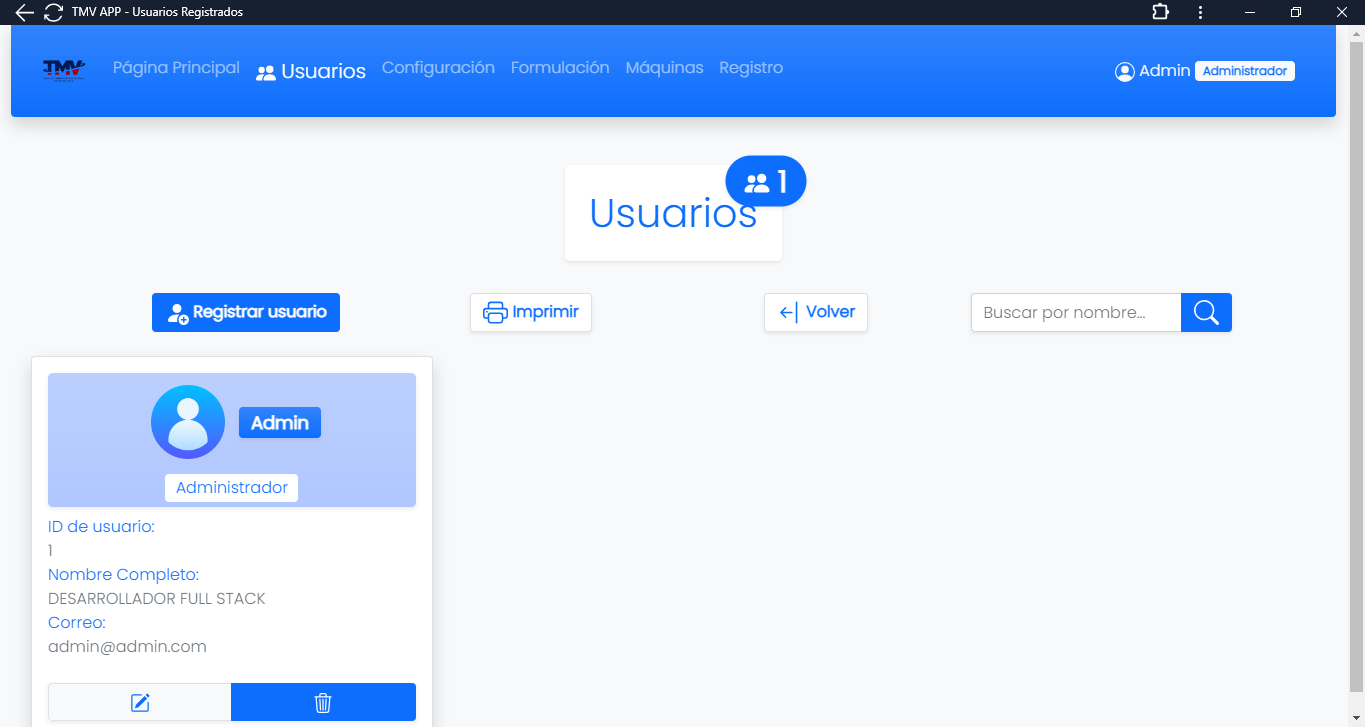 TMV APP - Usuarios Registrados
TMV Página Principal Usuarios Configuración Formulación Máquinas Registro Admin Administrador
1
Usuarios
Registrar usuario Imprimir Volver Buscar por nombre...
Admin
Administrador
ID de usuario:
1
Nombre Completo:
DESARROLLADOR FULL STACK
Correo:
admin@admin.com